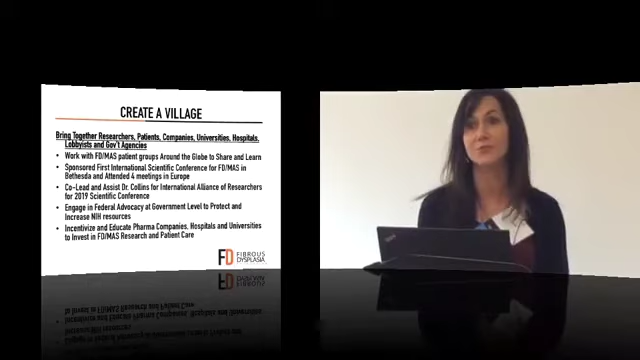 CREATE A VILLAGE
Bring Together Researchers, Patients, Companies, Universities, Hospitals,
Lobbyists and Gov't Agencies
• Work with FD/MAS patient groups Around the Globe to Share and Learn
• Sponsored First International Scientific Conference for FD/MAS in
Bethesda and Attended 4 meetings in Europe
• Co-Lead and Assist Dr. Collins for International Alliance of Researchers
for 2019 Scientific Conference
• Engage in Federal Advocacy at Government Level to Protect and
Increase NIH resources
• Incentivize and Educate Pharma Companies, Hospitals and Universities
to Invest in FD/MAS Research and Patient Care
FD FIBROUS
DYSPLASIA